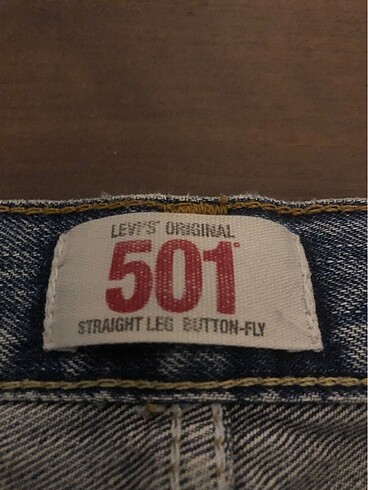 LEVI'S® ORIGINAL
501®
STRAIGHT LEG BUTTON-FLY